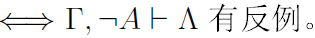 ⟺ Γ, ¬A ⊢ Λ 有反例。